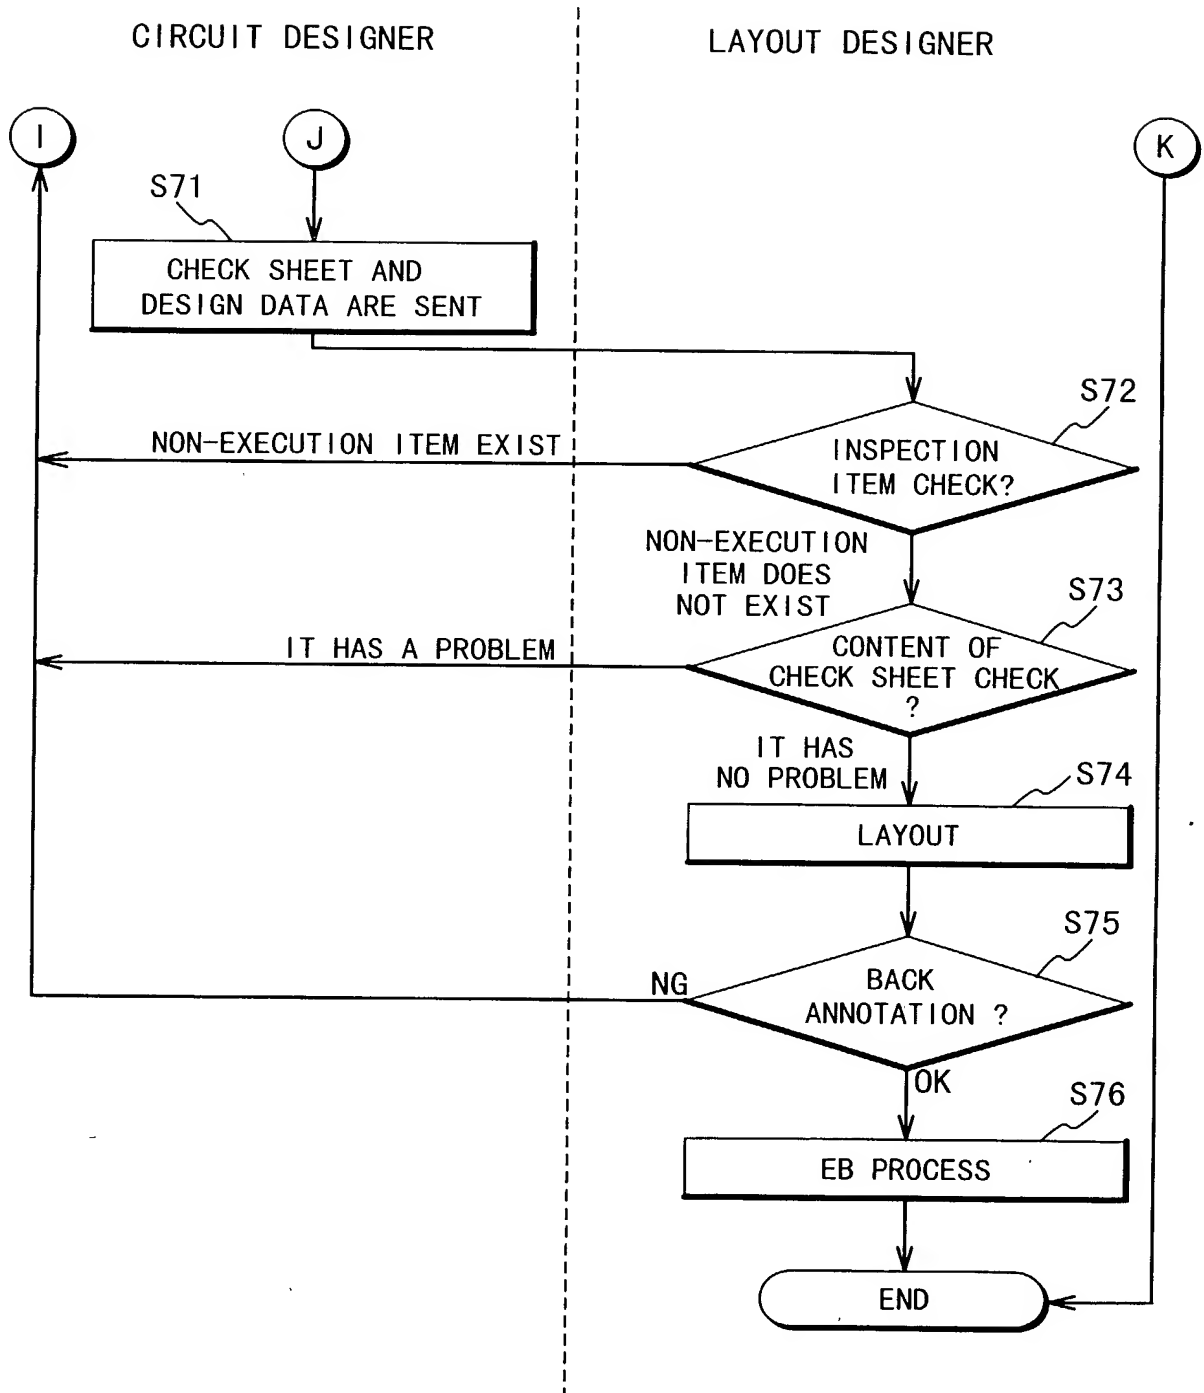 CIRCUIT DESIGNER
LAYOUT DESIGNER
I
J
K
S71
CHECK SHEET AND
DESIGN DATA ARE SENT
S72
NON-EXECUTION ITEM EXIST
INSPECTION
ITEM CHECK?
NON-EXECUTION
ITEM DOES
NOT EXIST
S73
IT HAS A PROBLEM
CONTENT OF
CHECK SHEET CHECK
?
IT HAS
NO PROBLEM
S74
LAYOUT
S75
NG
BACK
ANNOTATION ?
OK
S76
EB PROCESS
END